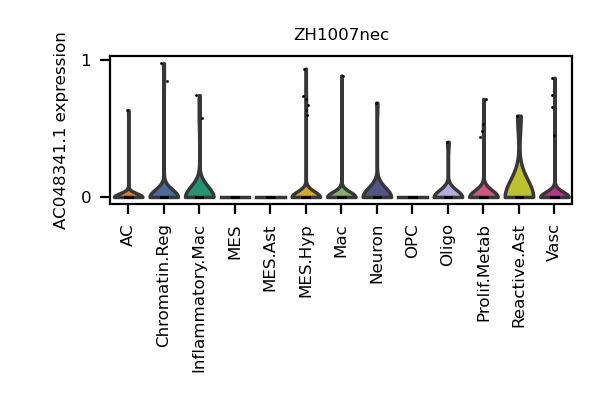 ZH1007nec
AC048341.1 expression
1
0
AC
Chromatin.Reg
Inflammatory.Mac
MES
MES.Ast
MES.Hyp
Mac
Neuron
OPC
Oligo
Prolif.Metab
Reactive.Ast
Vasc